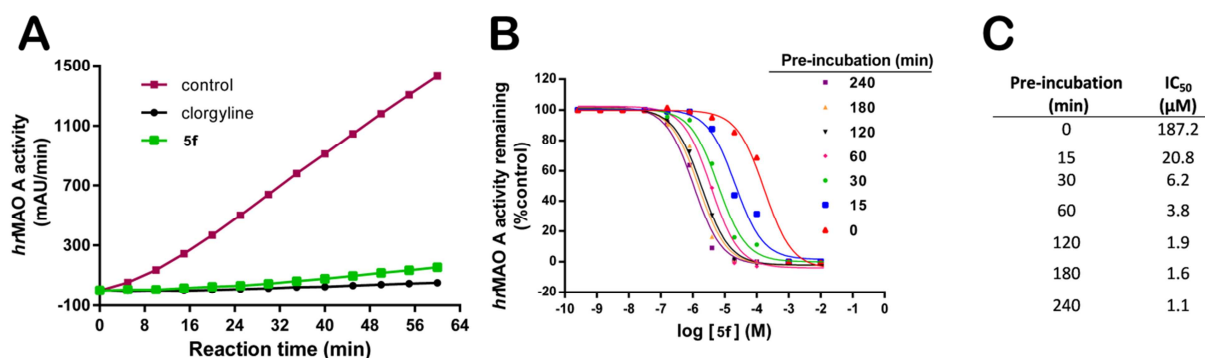 A
hrMAO A activity
(mAU/min)
1500
1100
700
300
-100
control
clorgyline
5f
0 8 16 24 32 40 48 56 64
Reaction time (min)
B
hrMAO A activity remaining
(%control)
120
100
80
60
40
20
0
-20
-10 -9 -8 -7 -6 -5 -4 -3 -2 -1 0
log [5f] (M)
Pre-incubation (min)
240
180
120
60
30
15
0
C
Pre-incubation IC50
(min) (µM)
0 187.2
15 20.8
30 6.2
60 3.8
120 1.9
180 1.6
240 1.1